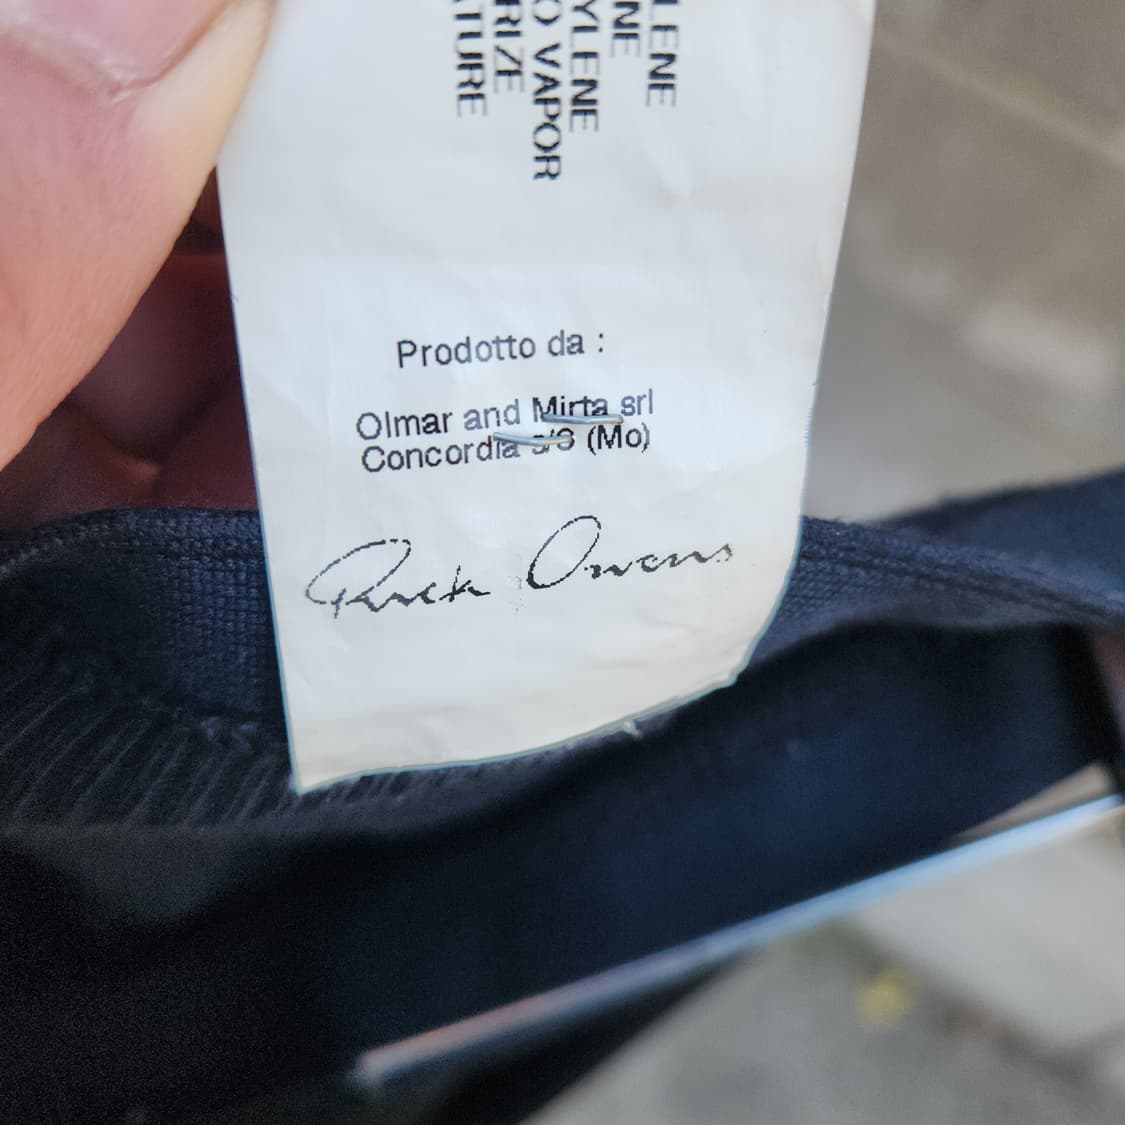 LENE
NE
YLENE
O VAPOR
RIZE
ATURE
Prodotto da :
Olmar and Mirta srl
Concordia s/S (Mo)
Rick Owens